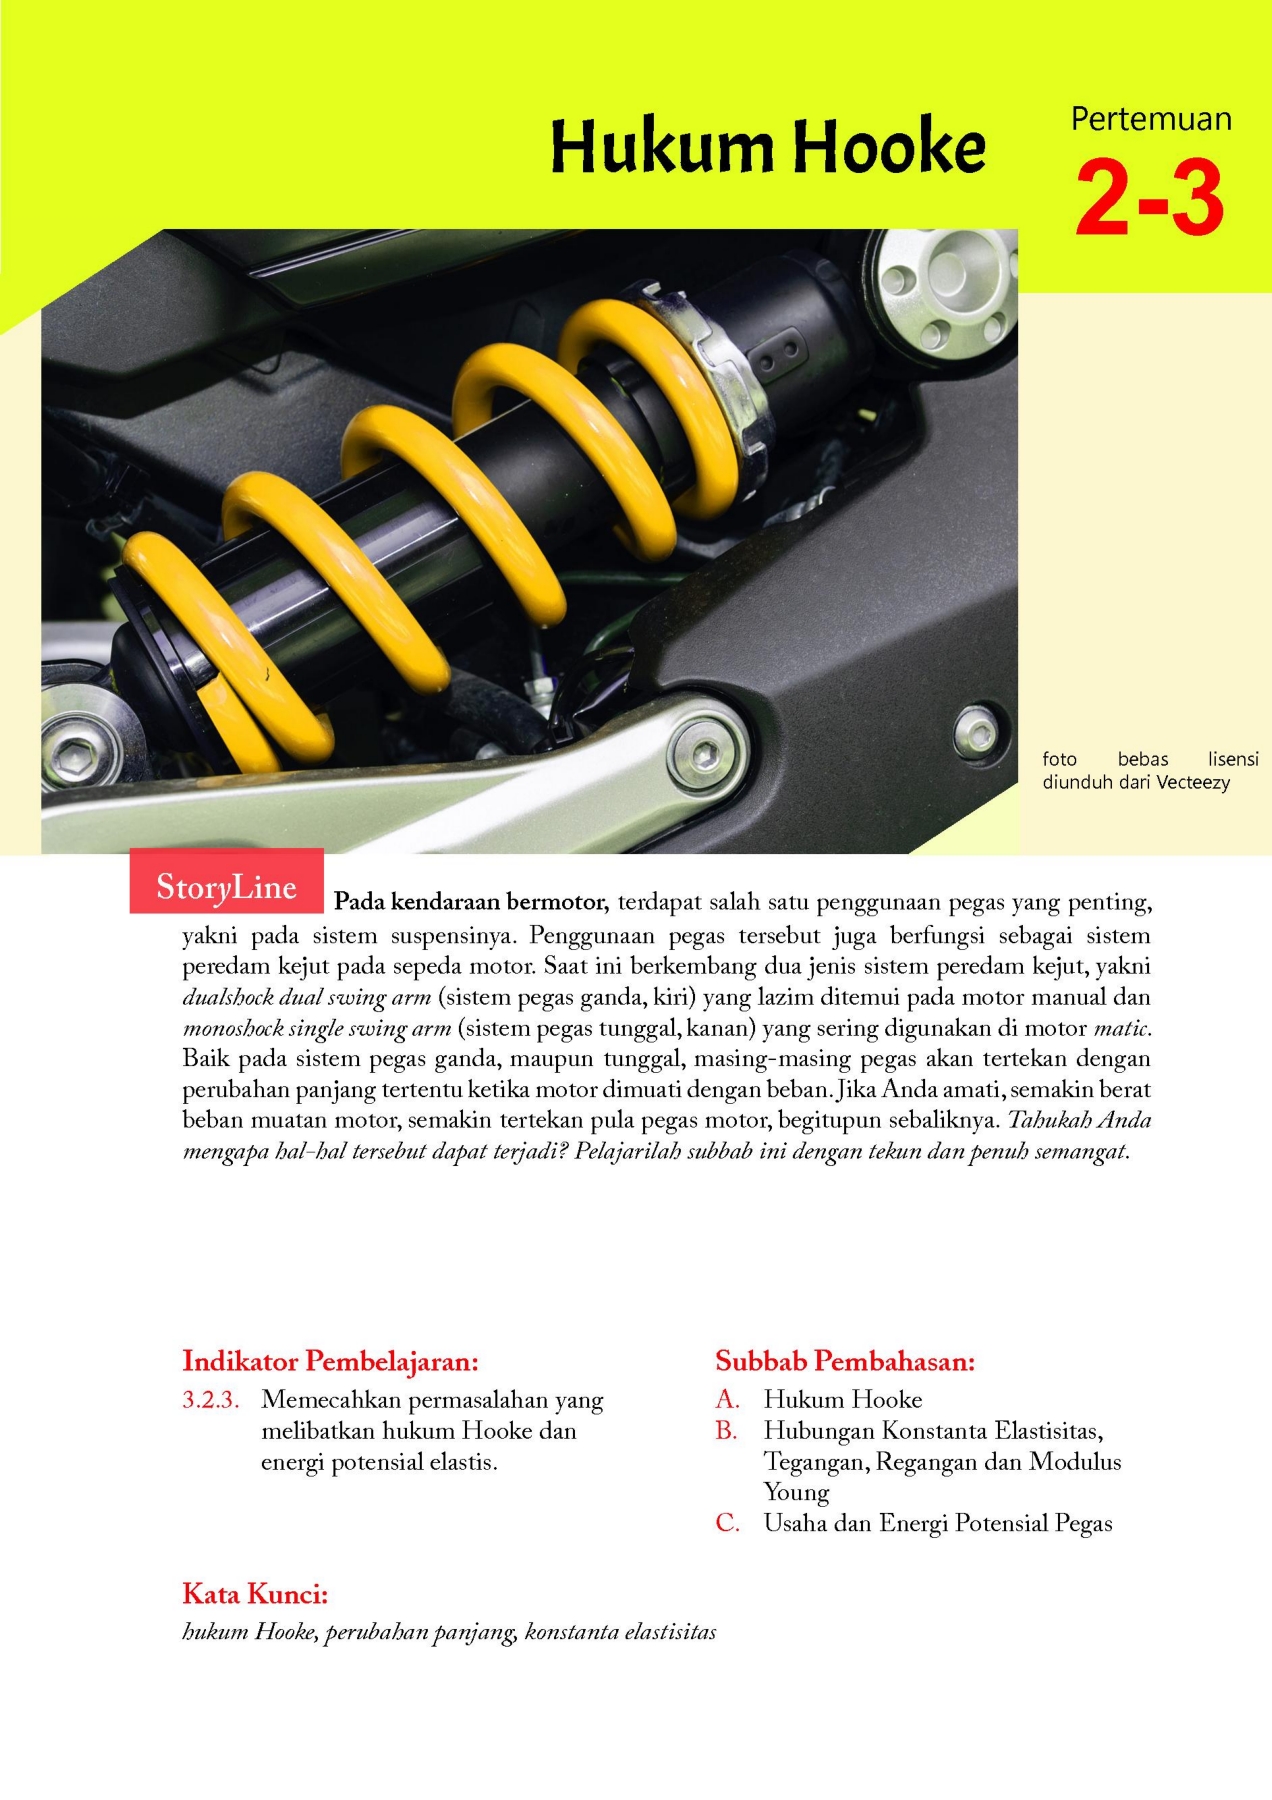 Hukum Hooke
Pertemuan
2-3
foto bebas lisensi
diunduh dari Vecteezy
StoryLine
Pada kendaraan bermotor, terdapat salah satu penggunaan pegas yang penting,
yakni pada sistem suspensinya. Penggunaan pegas tersebut juga berfungsi sebagai sistem
peredam kejut pada sepeda motor. Saat ini berkembang dua jenis sistem peredam kejut, yakni
dualshock dual swing arm (sistem pegas ganda, kiri) yang lazim ditemui pada motor manual dan
monoshock single swing arm (sistem pegas tunggal, kanan) yang sering digunakan di motor matic.
Baik pada sistem pegas ganda, maupun tunggal, masing-masing pegas akan tertekan dengan
perubahan panjang tertentu ketika motor dimuati dengan beban. Jika Anda amati, semakin berat
beban muatan motor, semakin tertekan pula pegas motor, begitupun sebaliknya. Tahukah Anda
mengapa hal-hal tersebut dapat terjadi? Pelajarilah subbab ini dengan tekun dan penuh semangat.
Indikator Pembelajaran:
3.2.3. Memecahkan permasalahan yang
melibatkan hukum Hooke dan
energi potensial elastis.
Subbab Pembahasan:
A. Hukum Hooke
B. Hubungan Konstanta Elastisitas,
Tegangan, Regangan dan Modulus
Young
C. Usaha dan Energi Potensial Pegas
Kata Kunci:
hukum Hooke, perubahan panjang, konstanta elastisitas